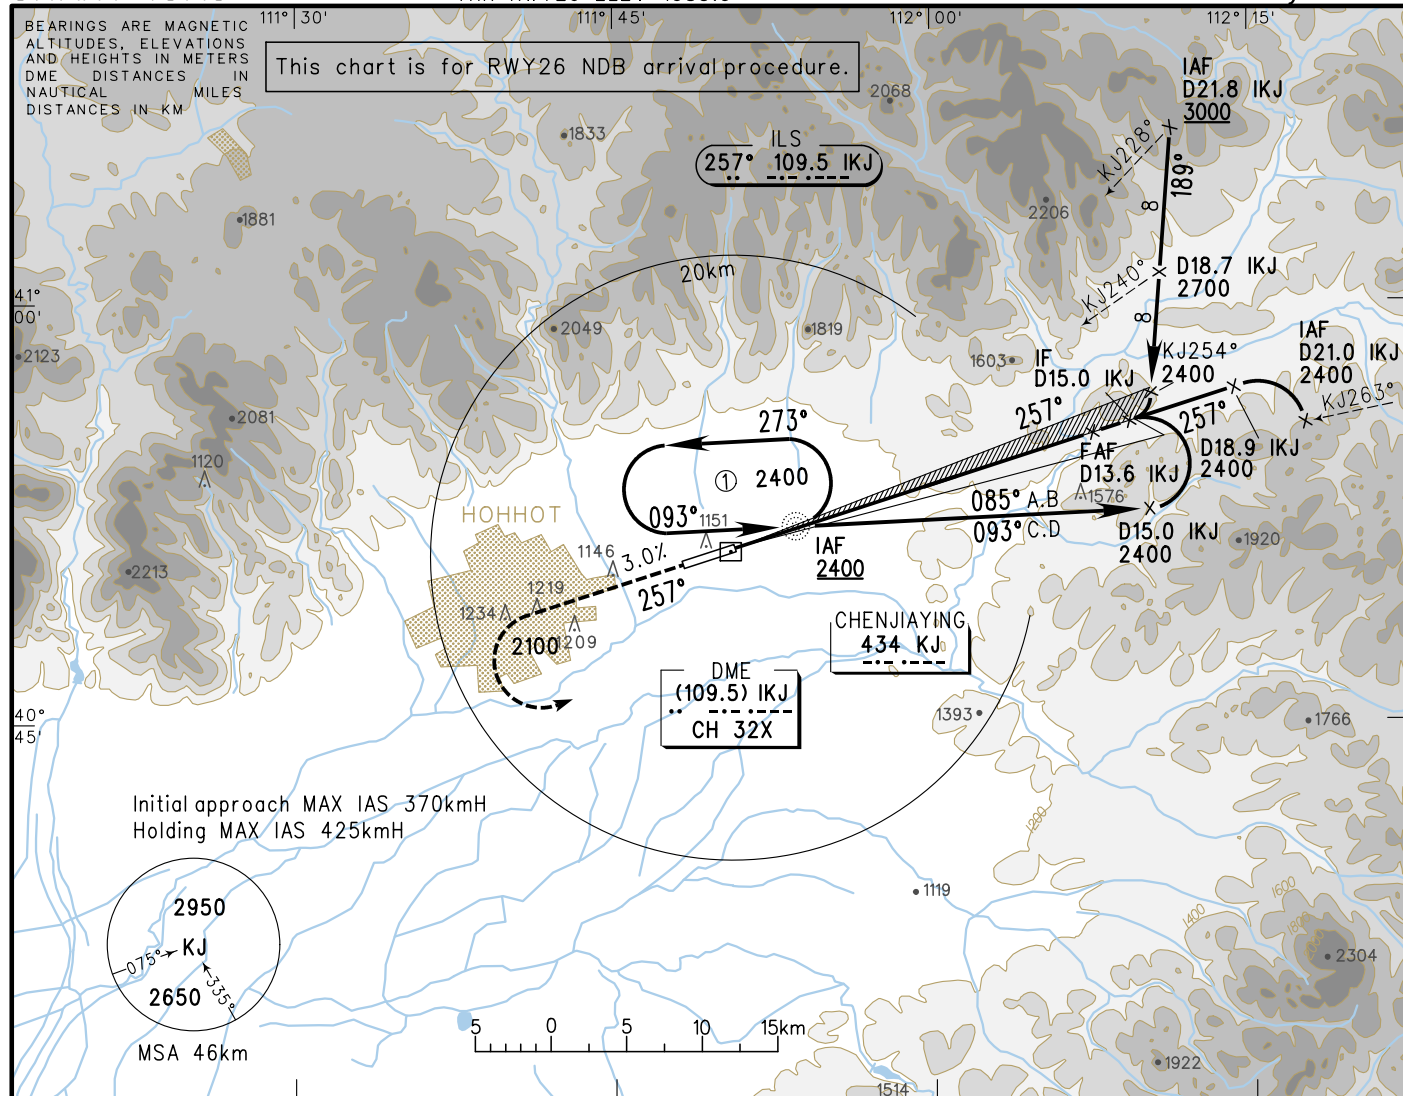 111° 30'
111° 45'
112° 00'
112° 15'
BEARINGS ARE MAGNETIC
ALTITUDES, ELEVATIONS
AND HEIGHTS IN METERS
DME DISTANCES IN
NAUTICAL MILES
DISTANCES IN KM
This chart is for RWY26 NDB arrival procedure.
IAF
D21.8 IKJ
3000
2068
1833
ILS
257° 109.5 IKJ
KJ228°
189°
8
2206
1881
20km
KJ240°
D18.7 IKJ
2700
8
41°
00'
2123
2049
1819
1603
IF
D15.0 IKJ
KJ254°
2400
IAF
D21.0 IKJ
2400
KJ263°
257°
257°
273°
2081
D18.9 IKJ
2400
FAF
D13.6 IKJ
1120
1
2400
1576
085° A.B
093° C.D
093°
1151
HOHHOT
D15.0 IKJ
2400
1920
IAF
2400
1146
3.0%
2213
257°
1219
1234
2100
1209
CHENJIAYING
434 KJ
DME
(109.5) IKJ
CH 32X
1393
1766
40°
45'
Initial approach MAX IAS 370kmH
Holding MAX IAS 425kmH
1200
2950
KJ
075°
335°
2650
MSA 46km
1119
1600
1400
1800
2304
5 0 5 10 15km
1922
1514